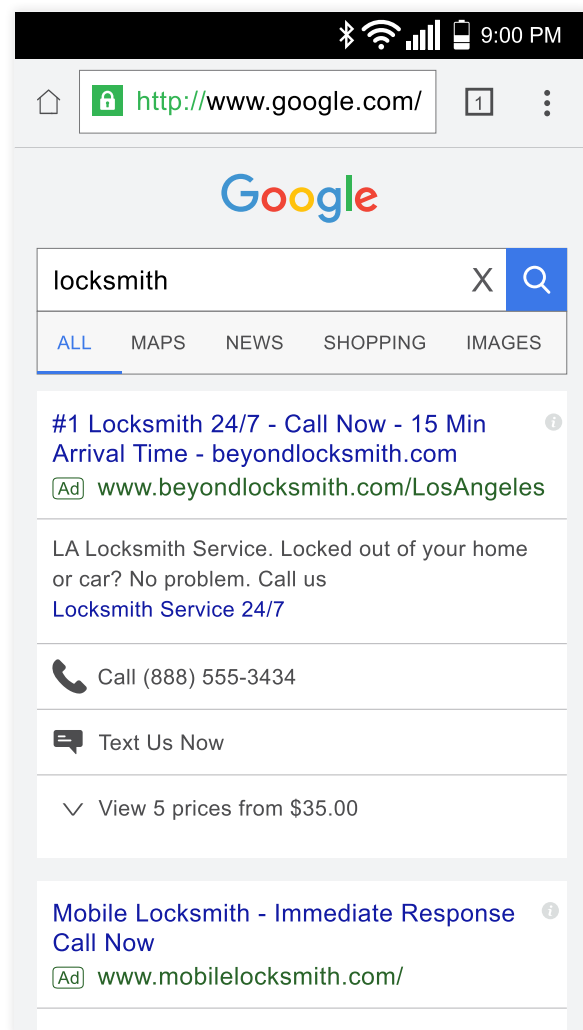 9:00 PM
http://www.google.com/
1
Google
locksmith X
ALL MAPS NEWS SHOPPING IMAGES
#1 Locksmith 24/7 - Call Now - 15 Min
Arrival Time - beyondlocksmith.com
Ad www.beyondlocksmith.com/LosAngeles
LA Locksmith Service. Locked out of your home
or car? No problem. Call us
Locksmith Service 24/7
Call (888) 555-3434
Text Us Now
View 5 prices from $35.00
Mobile Locksmith - Immediate Response
Call Now
Ad www.mobilelocksmith.com/